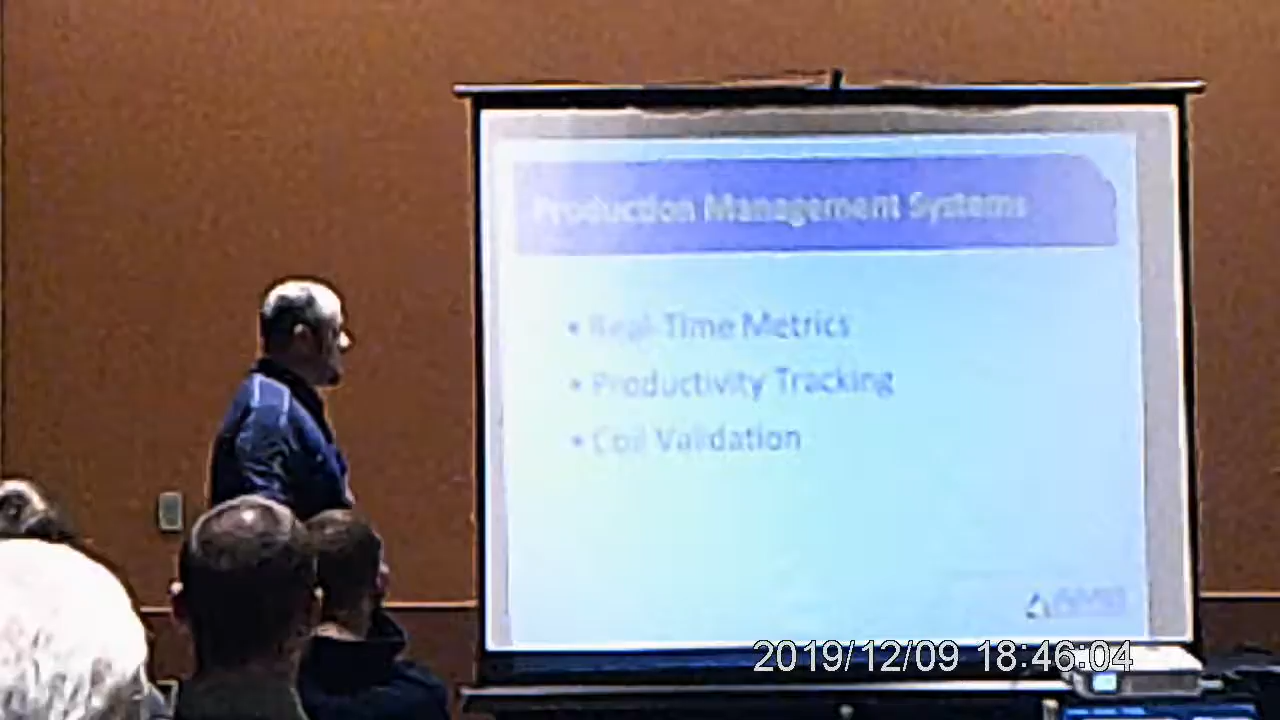 Production Management Systems
• Real-Time Metrics
• Productivity Tracking
• Coil Validation
2019/12/09 18:46:04